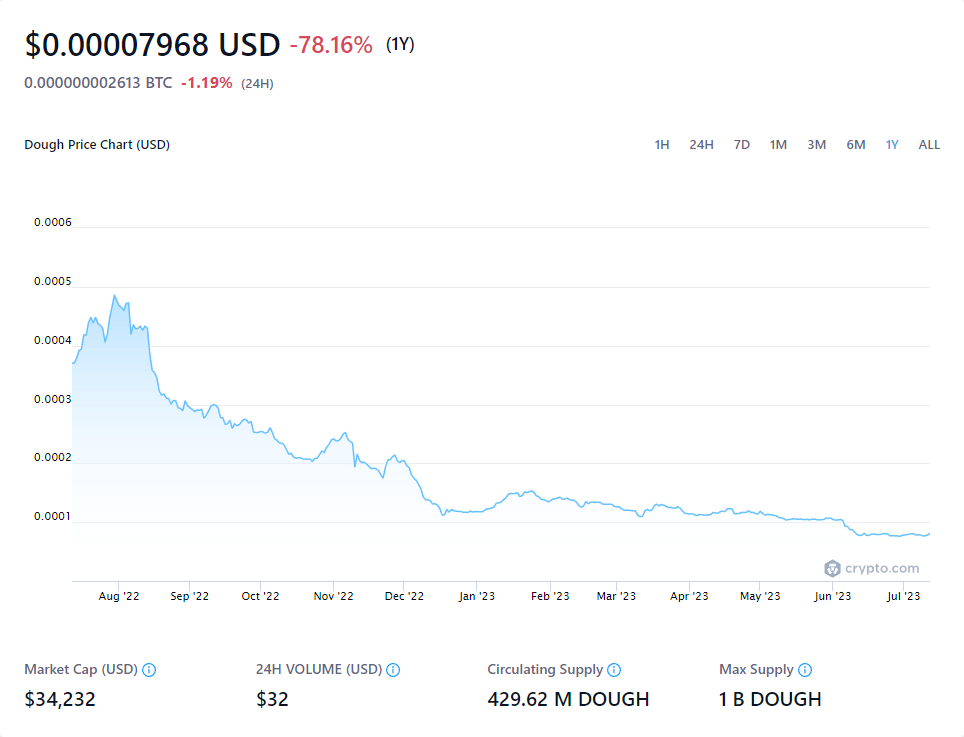 $0.00007968 USD -78.16% (1Y)
0.000000002613 BTC -1.19% (24H)
Dough Price Chart (USD) 1H 24H 7D 1M 3M 6M 1Y ALL
0.0006
0.0005
0.0004
0.0003
0.0002
0.0001
crypto.com
Aug '22 Sep '22 Oct '22 Nov '22 Dec '22 Jan '23 Feb '23 Mar '23 Apr '23 May '23 Jun '23 Jul '23
Market Cap (USD) 24H VOLUME (USD) Circulating Supply Max Supply
$34,232 $32 429.62 M DOUGH 1 B DOUGH